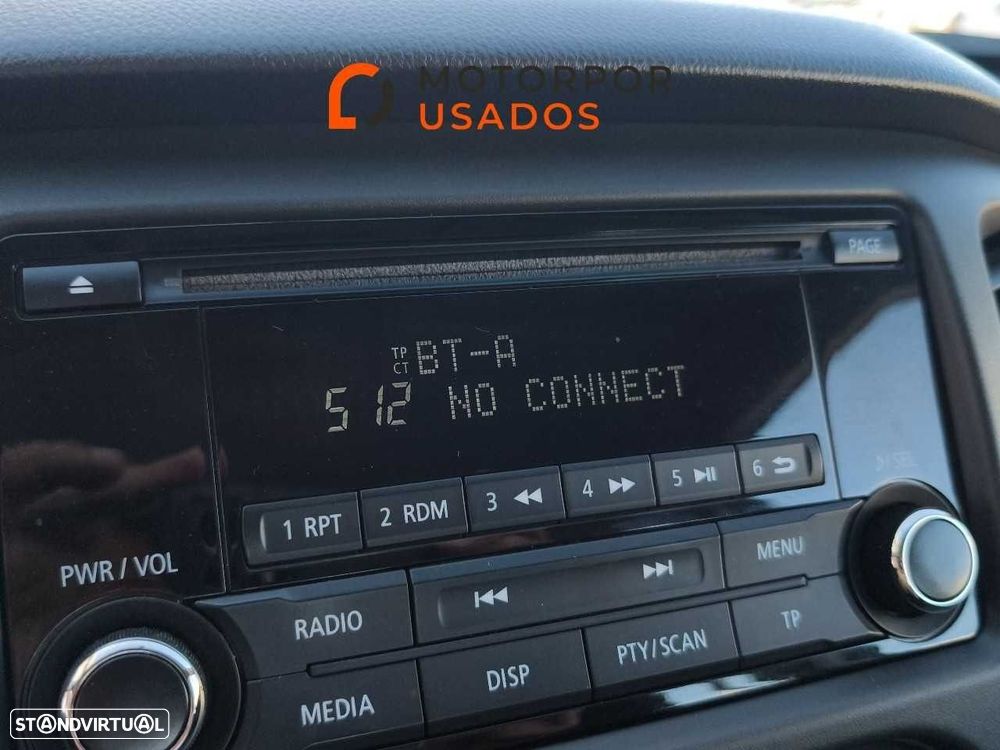 MOTORPOR
USADOS
PAGE
TP BT-A
CT
5 12 NO CONNECT
1 RPT 2 RDM 3 4 5 6
♪/SEL
PWR / VOL
MENU
RADIO
TP
PTY/SCAN
DISP
MEDIA
STANDVIRTUAL